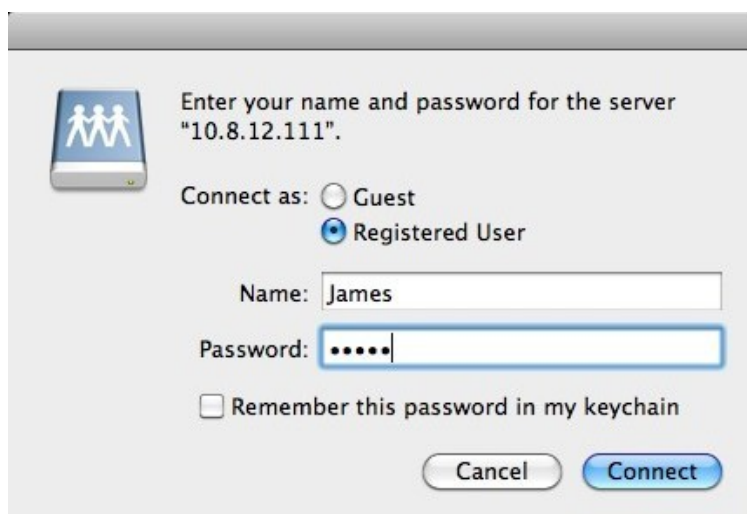 Enter your name and password for the server
“10.8.12.111”.
Connect as: Guest
Registered User
Name: James
Password: •••••
Remember this password in my keychain
Cancel Connect